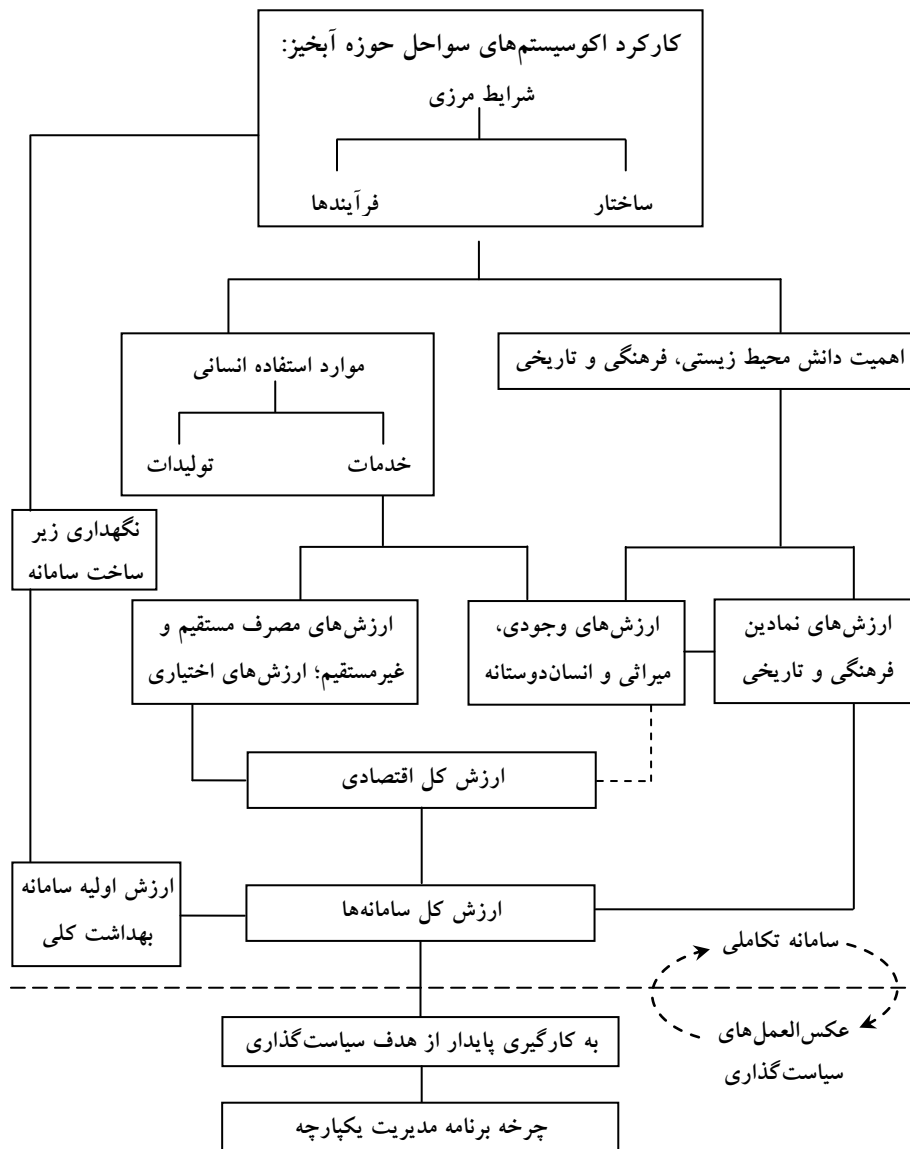 کارکرد اکوسیستم‌های سواحل حوزه آبخیز:
شرایط مرزی
ساختار
فرآیندها
اهمیت دانش محیط زیستی، فرهنگی و تاریخی
موارد استفاده انسانی
خدمات
تولیدات
نگهداری زیر
ساخت سامانه
ارزش‌های نمادین
فرهنگی و تاریخی
ارزش‌های وجودی،
میراثی و انسان‌دوستانه
ارزش‌های مصرف مستقیم و
غیرمستقیم؛ ارزش‌های اختیاری
ارزش کل اقتصادی
ارزش کل سامانه‌ها
ارزش اولیه سامانه
بهداشت کلی
سامانه تکاملی
عکس‌العمل‌های
سیاست‌گذاری
به کارگیری پایدار از هدف سیاست‌گذاری
چرخه برنامه مدیریت یکپارچه